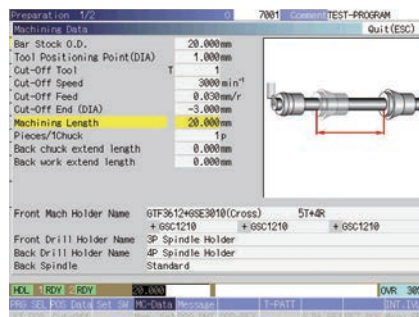 Preparation 1/2 O 7001 Comment TEST-PROGRAM
Machining Data Quit(ESC)
Bar Stock O.D. 20.000mm
Tool Positioning Point(DIA) 1.000mm
Cut-Off Tool T 1
Cut-Off Speed 3000min⁻¹
Cut-Off Feed 0.030mm/r
Cut-Off End (DIA) -3.000mm
Machining Length 20.000mm
Pieces/1Chuck 1p
Back chuck extend length 0.000mm
Back work extend length 0.000mm
Front Mach Holder Name GTF3612+GSE3010(Cross) 5T+4R
+ GSC1210 + GSC1210 + GSC1210
Front Drill Holder Name 3P Spindle Holder
Back Drill Holder Name 4P Spindle Holder
Back Spindle Standard
HDL 1 RDY 2 RDY 20.000 OVR 30%
PRG SEL POS Data Set SW MC-Data Message T-PATT